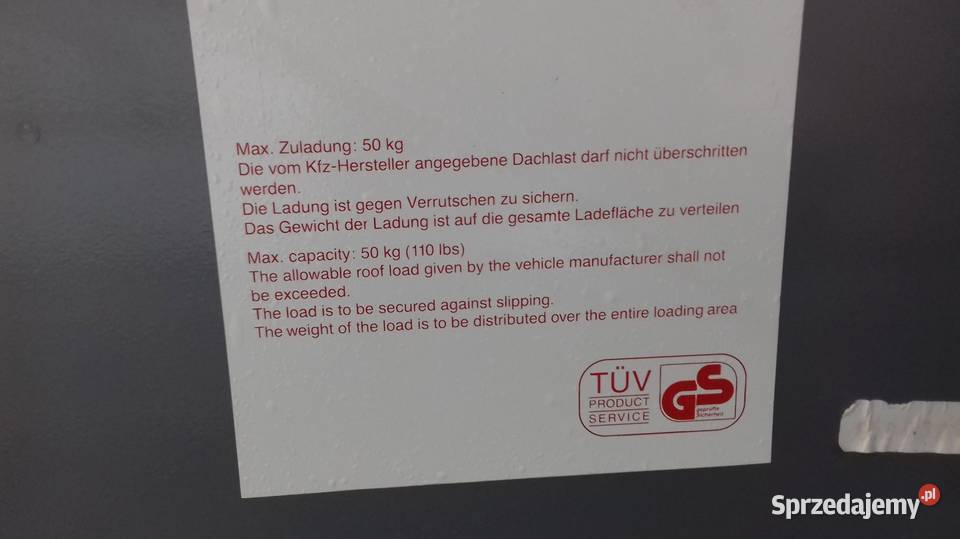 Max. Zuladung: 50 kg
Die vom Kfz-Hersteller angegebene Dachlast darf nicht überschritten
werden.
Die Ladung ist gegen Verrutschen zu sichern.
Das Gewicht der Ladung ist auf die gesamte Ladefläche zu verteilen
Max. capacity: 50 kg (110 lbs)
The allowable roof load given by the vehicle manufacturer shall not
be exceeded.
The load is to be secured against slipping.
The weight of the load is to be distributed over the entire loading area
TÜV
PRODUCT
SERVICE
GS
geprüfte
Sicherheit
Sprzedajemy.pl